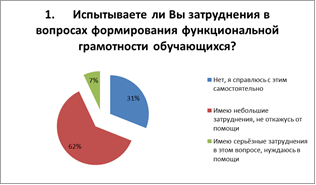 1. Испытываете ли Вы затруднения в
вопросах формирования функциональной
грамотности обучающихся?
7%
31%
62%
Нет, я справлюсь с этим
самостоятельно
Имею небольшие
затруднения, не откажусь от
помощи
Имею серьёзные затруднения
в этом вопросе, нуждаюсь в
помощи